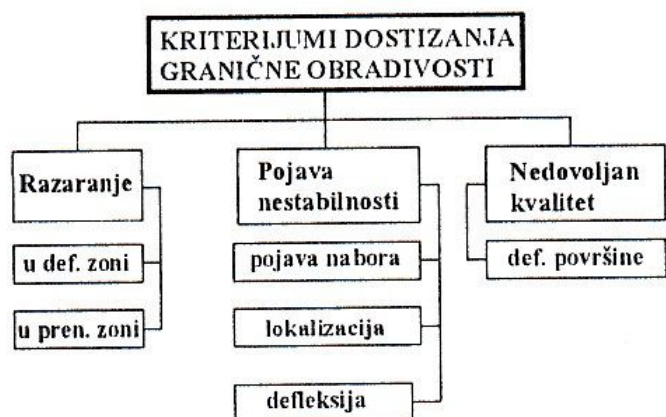 KRITERIJUMI DOSTIZANJA
GRANIČNE OBRADIVOSTI
Razaranje
u def. zoni
u pren. zoni
Pojava
nestabilnosti
pojava nabora
lokalizacija
defleksija
Nedovoljan
kvalitet
def. površine